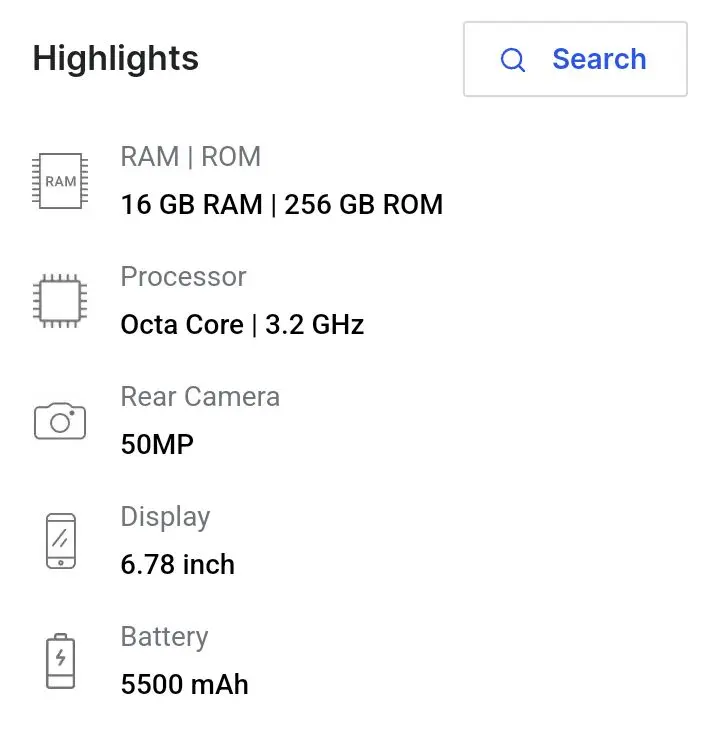 Highlights
Search
RAM
RAM | ROM
16 GB RAM | 256 GB ROM
Processor
Octa Core | 3.2 GHz
Rear Camera
50MP
Display
6.78 inch
Battery
5500 mAh